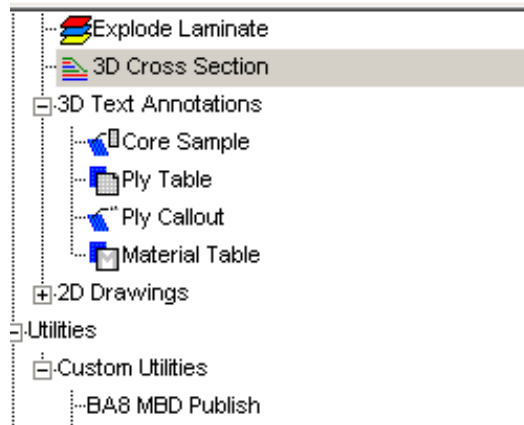 Explode Laminate
3D Cross Section
3D Text Annotations
Core Sample
Ply Table
Ply Callout
Material Table
2D Drawings
Utilities
Custom Utilities
BA8 MBD Publish